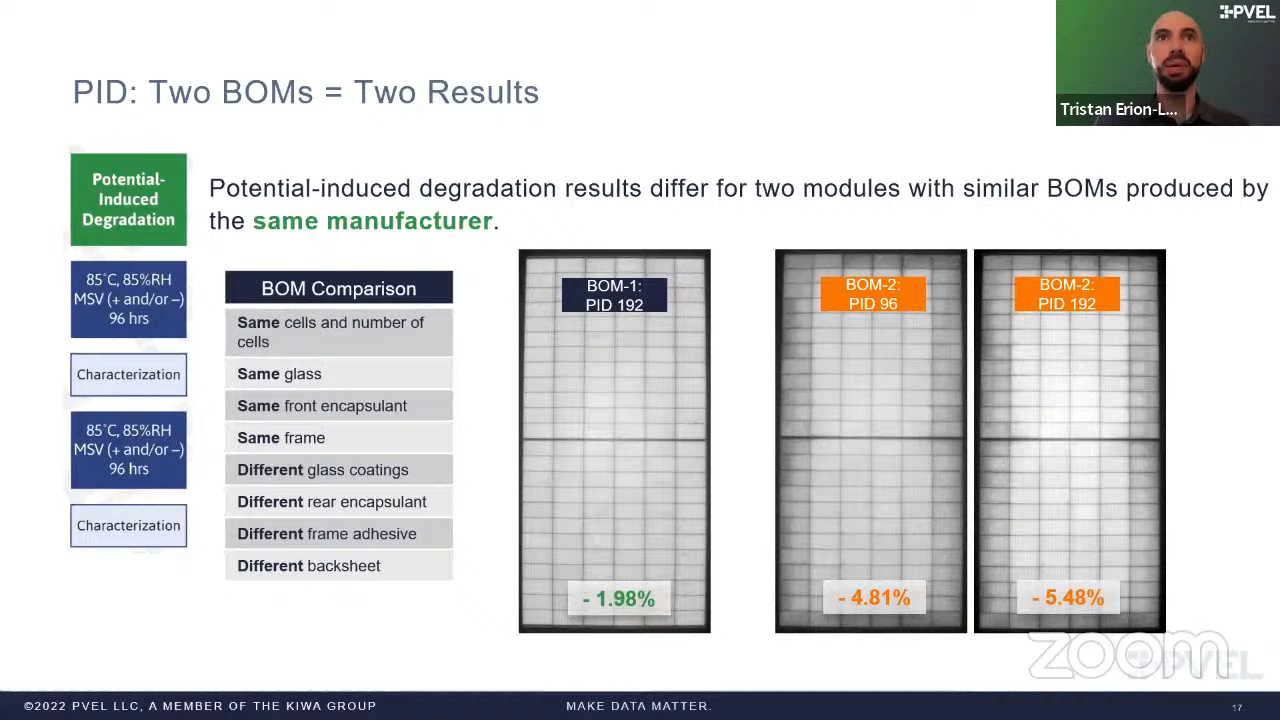 PVEL
Tristan Erion-L...
PID: Two BOMs = Two Results
Potential-
Induced
Degradation
85˚C, 85%RH
MSV (+ and/or –)
96 hrs
Characterization
85˚C, 85%RH
MSV (+ and/or –)
96 hrs
Characterization
Potential-induced degradation results differ for two modules with similar BOMs produced by
the same manufacturer.
BOM Comparison
Same cells and number of
cells
Same glass
Same front encapsulant
Same frame
Different glass coatings
Different rear encapsulant
Different frame adhesive
Different backsheet
BOM-1:
PID 192
- 1.98%
BOM-2:
PID 96
- 4.81%
BOM-2:
PID 192
- 5.48%
zoom
PVEL
©2022 PVEL LLC, A MEMBER OF THE KIWA GROUP
MAKE DATA MATTER.
17